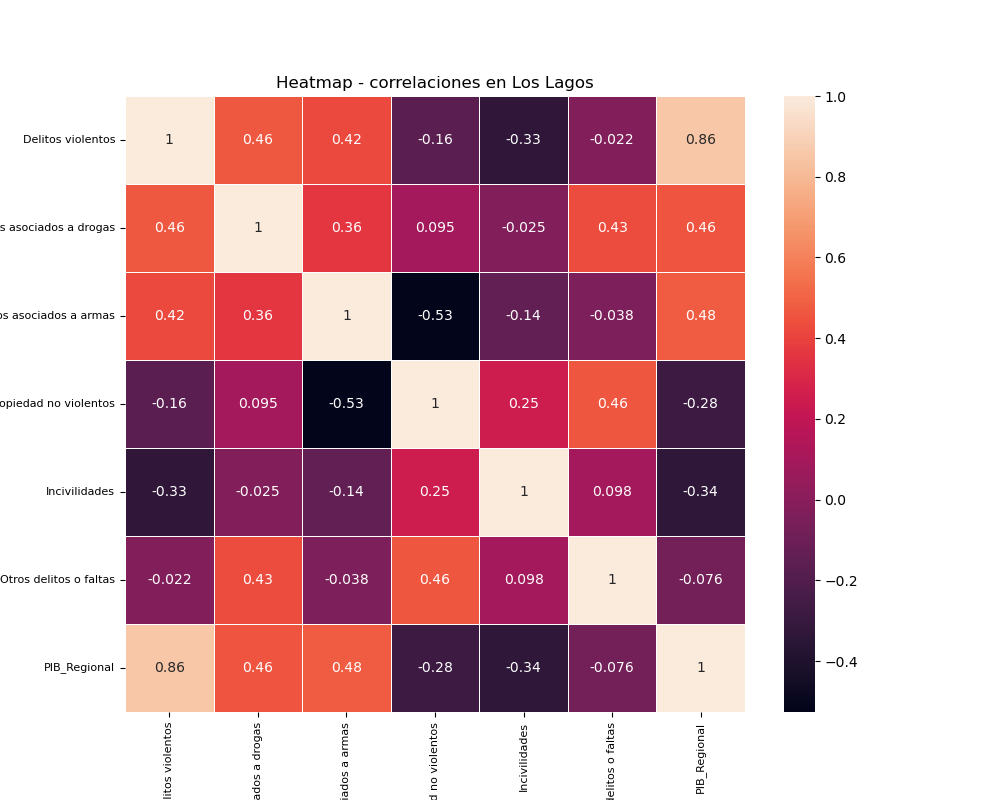 Heatmap - correlaciones en Los Lagos
Delitos violentos 1 0.46 0.42 -0.16 -0.33 -0.022 0.86
s asociados a drogas 0.46 1 0.36 0.095 -0.025 0.43 0.46
os asociados a armas 0.42 0.36 1 -0.53 -0.14 -0.038 0.48
opiedad no violentos -0.16 0.095 -0.53 1 0.25 0.46 -0.28
Incivilidades -0.33 -0.025 -0.14 0.25 1 0.098 -0.34
Otros delitos o faltas -0.022 0.43 -0.038 0.46 0.098 1 -0.076
PIB_Regional 0.86 0.46 0.48 -0.28 -0.34 -0.076 1
litos violentos
ados a drogas
iados a armas
d no violentos
Incivilidades
delitos o faltas
PIB_Regional
1.0
0.8
0.6
0.4
0.2
0.0
−0.2
−0.4